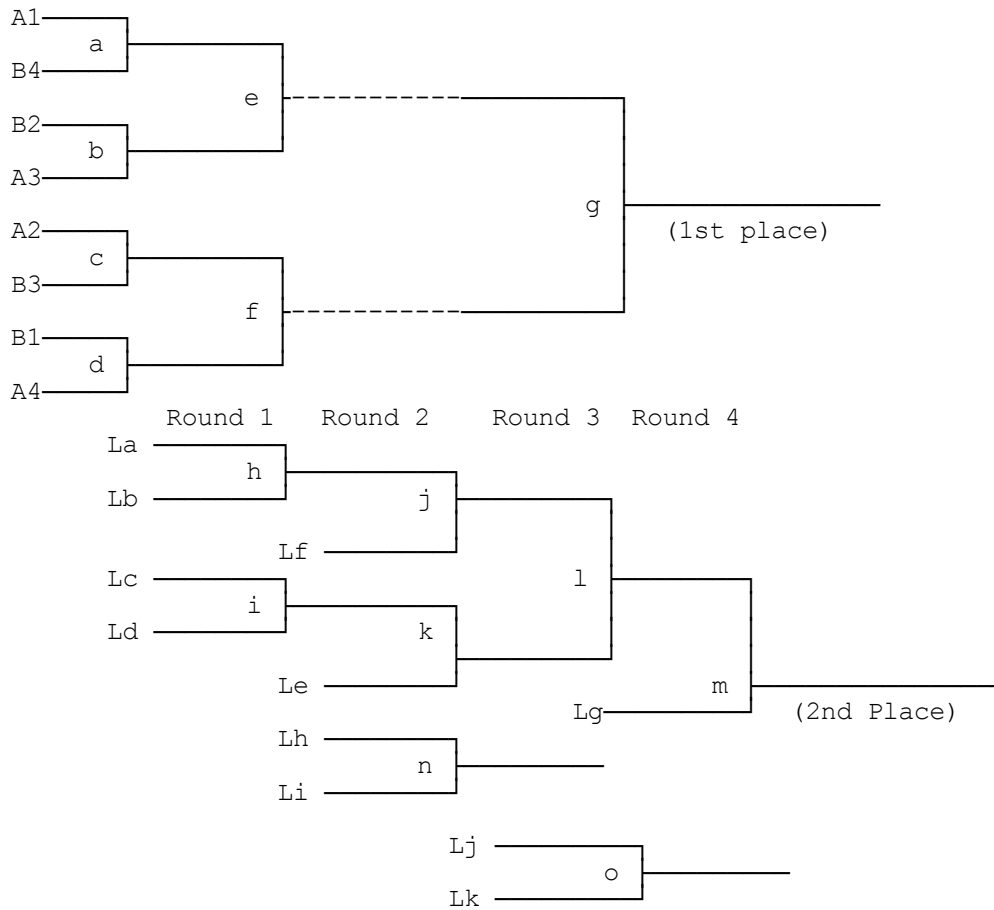 A1
a
B4
e
B2
b
A3
g
A2
(1st place)
c
B3
f
B1
d
A4
Round 1 Round 2 Round 3 Round 4
La
h
Lb
j
Lf
Lc
l
i
Ld
k
Le
m
Lg
(2nd Place)
Lh
n
Li
Lj
o
Lk